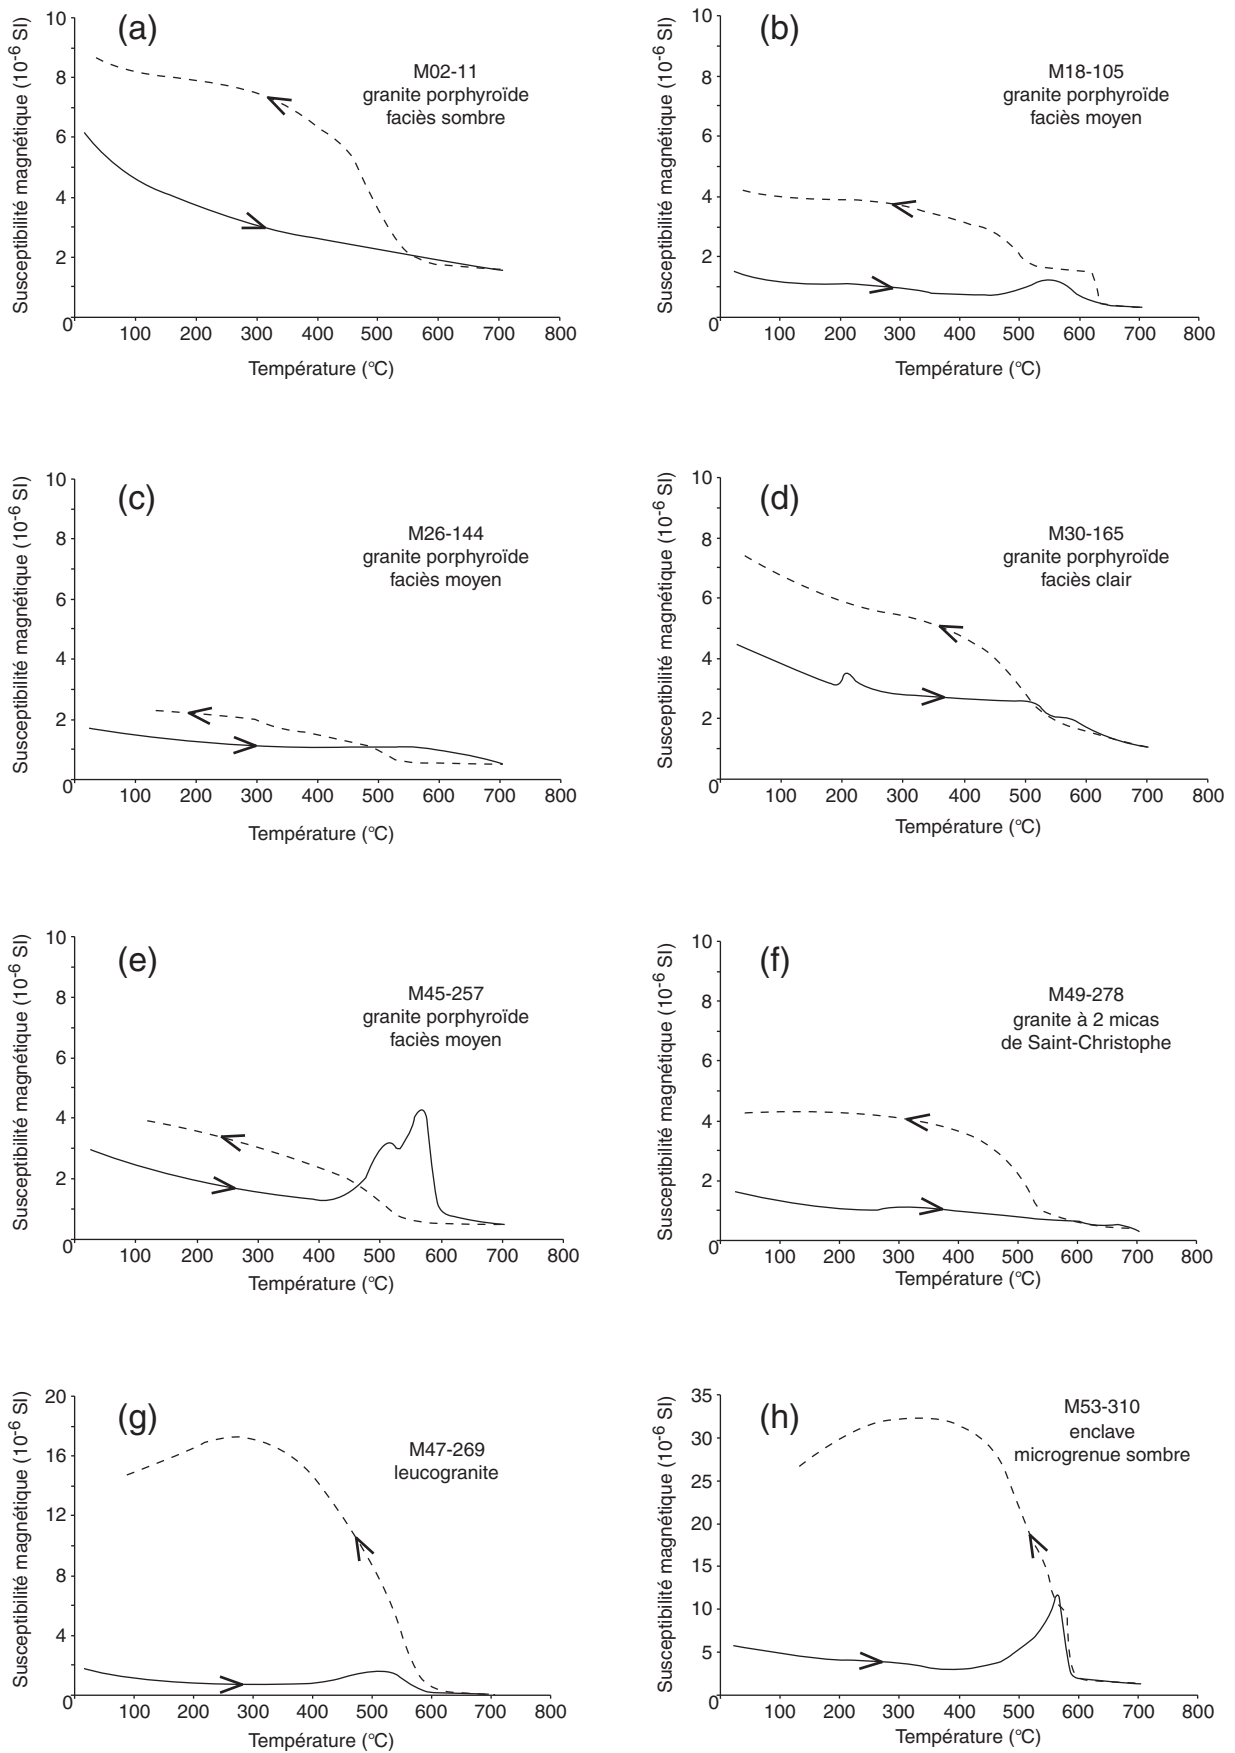 (a)
M02-11
granite porphyroïde
faciès sombre
Susceptibilité magnétique (10-6 SI)
10
8
6
4
2
0
100 200 300 400 500 600 700 800
Température (°C)
(b)
M18-105
granite porphyroïde
faciès moyen
Susceptibilité magnétique (10-6 SI)
10
8
6
4
2
0
100 200 300 400 500 600 700 800
Température (°C)
(c)
M26-144
granite porphyroïde
faciès moyen
Susceptibilité magnétique (10-6 SI)
10
8
6
4
2
0
100 200 300 400 500 600 700 800
Température (°C)
(d)
M30-165
granite porphyroïde
faciès clair
Susceptibilité magnétique (10-6 SI)
10
8
6
4
2
0
100 200 300 400 500 600 700 800
Température (°C)
(e)
M45-257
granite porphyroïde
faciès moyen
Susceptibilité magnétique (10-6 SI)
10
8
6
4
2
0
100 200 300 400 500 600 700 800
Température (°C)
(f)
M49-278
granite à 2 micas
de Saint-Christophe
Susceptibilité magnétique (10-6 SI)
10
8
6
4
2
0
100 200 300 400 500 600 700 800
Température (°C)
(g)
M47-269
leucogranite
Susceptibilité magnétique (10-6 SI)
20
16
12
8
4
0
100 200 300 400 500 600 700 800
Température (°C)
(h)
M53-310
enclave
microgrenue sombre
Susceptibilité magnétique (10-6 SI)
35
30
25
20
15
10
5
0
100 200 300 400 500 600 700 800
Température (°C)